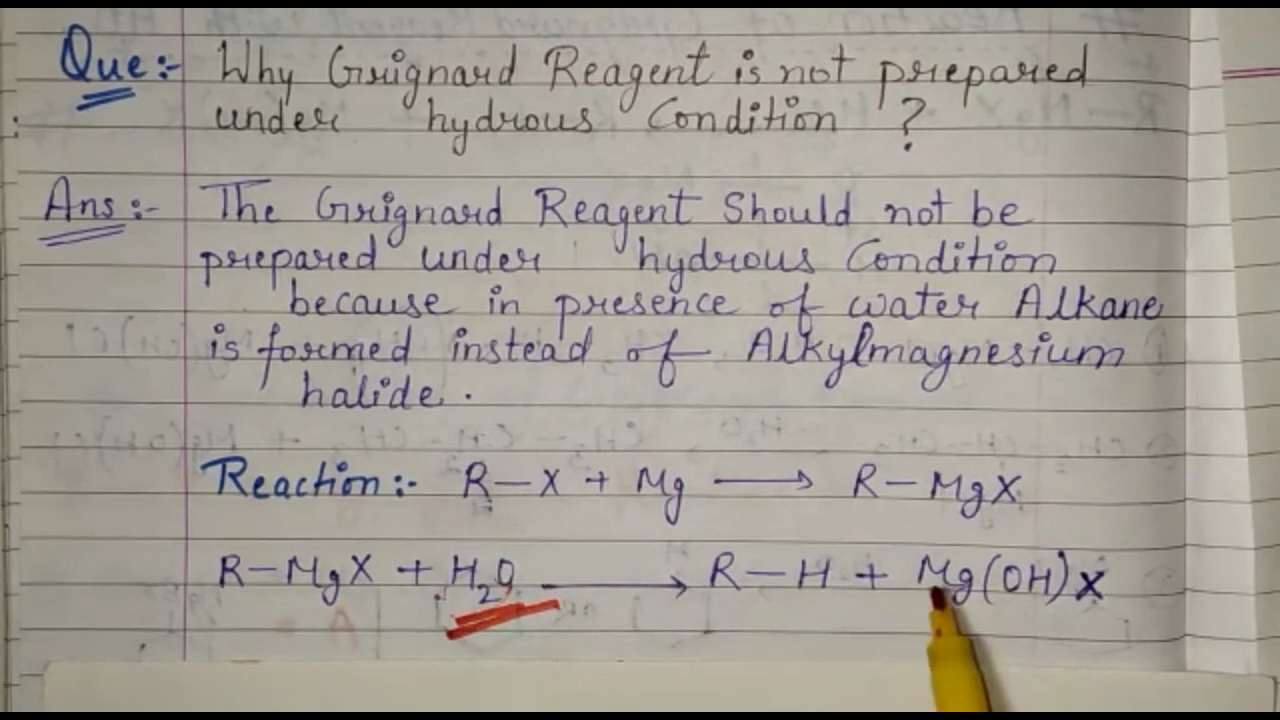 Que:- Why Grignard Reagent is not prepared
under hydrous Condition ?
Ans:- The Grignard Reagent Should not be
prepared under hydrous Condition
because in presence of water Alkane
is formed instead of Alkylmagnesium
halide.
Reaction:- R-X + Mg ⟶ R-MgX
R-MgX + H₂O ⟶ R-H + Mg(OH)X